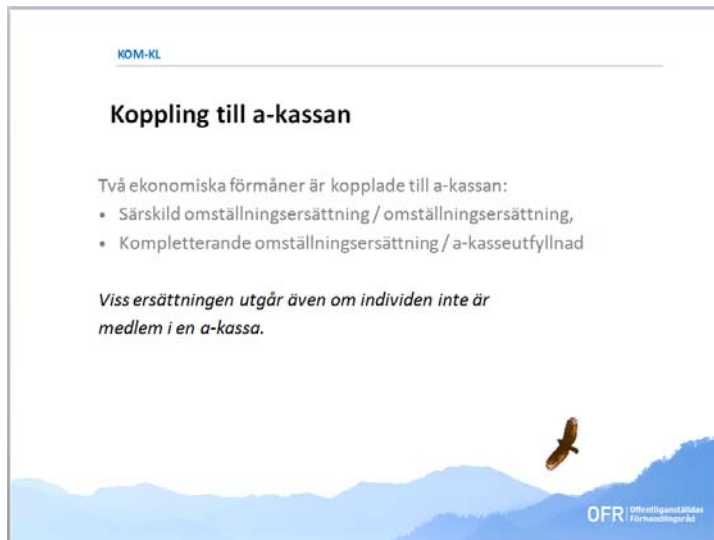 KOM-KL
Koppling till a-kassan
Två ekonomiska förmåner är kopplade till a-kassan:
• Särskild omställningsersättning / omställningsersättning,
• Kompletterande omställningsersättning / a-kasseutfyllnad
Viss ersättningen utgår även om individen inte är
medlem i en a-kassa.
OFR | Offentliganställdas
Förhandlingsråd